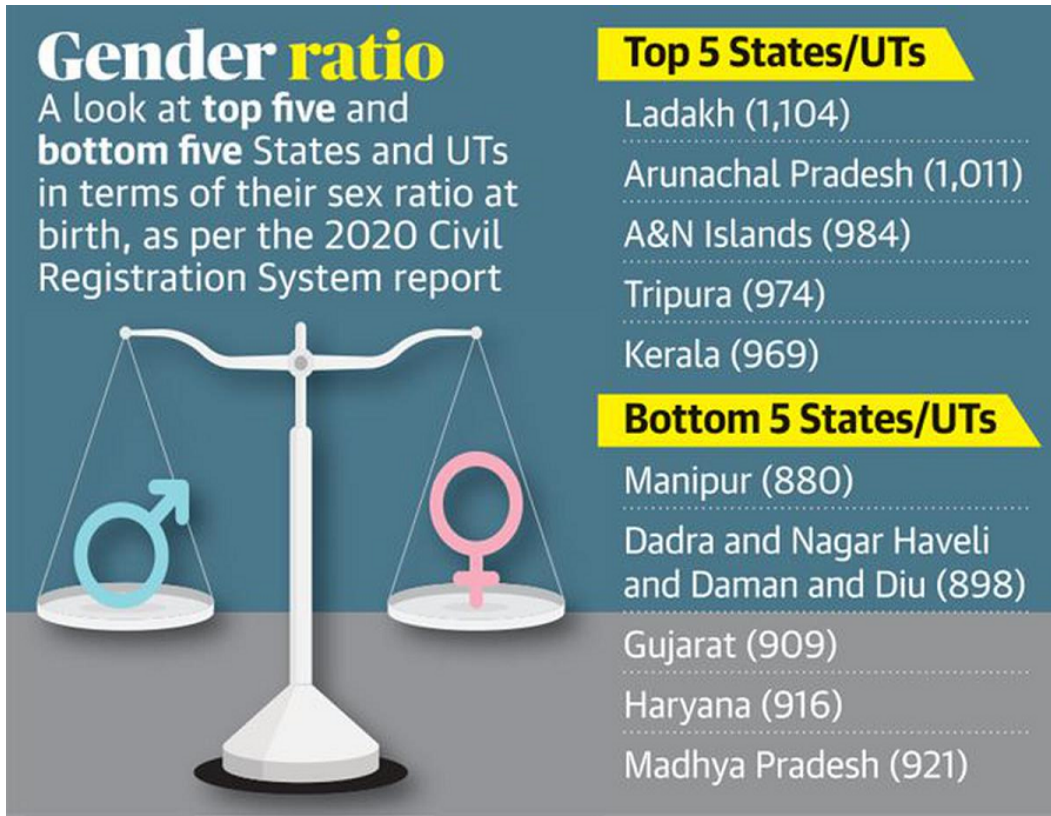 Gender ratio
A look at top five and
bottom five States and UTs
in terms of their sex ratio at
birth, as per the 2020 Civil
Registration System report
Top 5 States/UTs
Ladakh (1,104)
Arunachal Pradesh (1,011)
A&N Islands (984)
Tripura (974)
Kerala (969)
Bottom 5 States/UTs
Manipur (880)
Dadra and Nagar Haveli
and Daman and Diu (898)
Gujarat (909)
Haryana (916)
Madhya Pradesh (921)